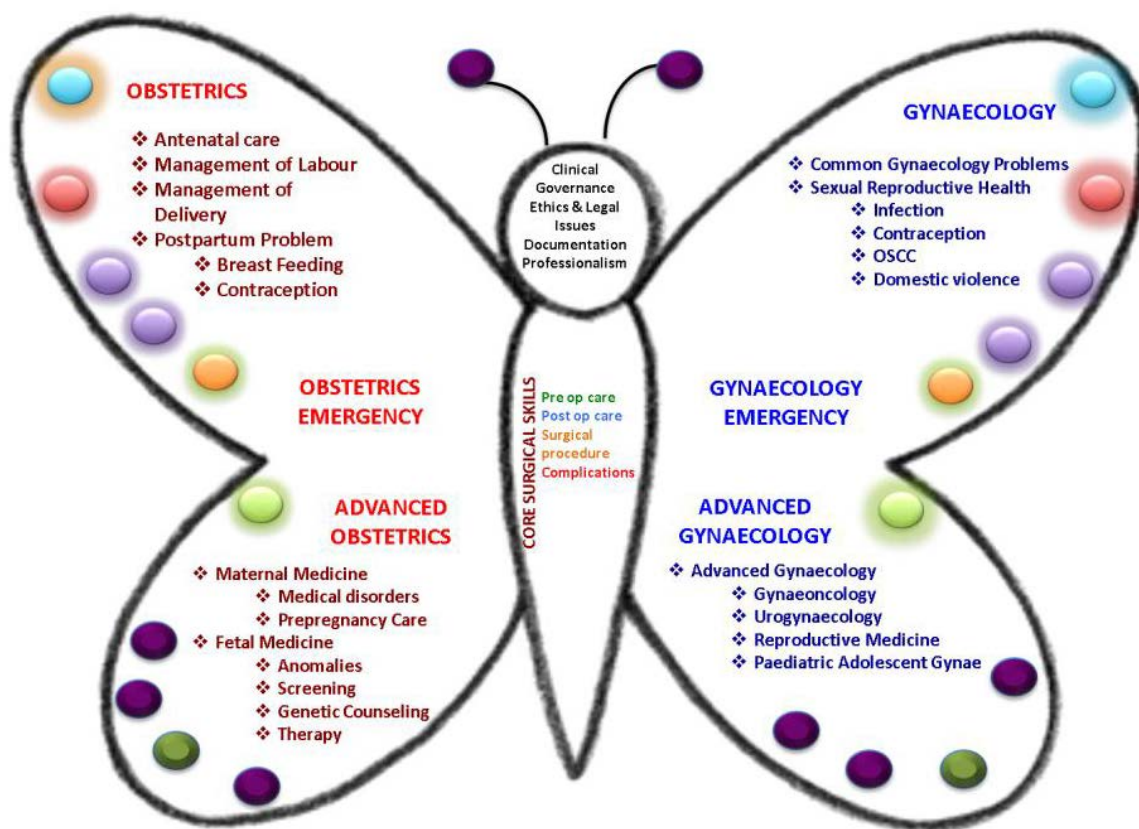 OBSTETRICS
❖ Antenatal care
❖ Management of Labour
❖ Management of
Delivery
❖ Postpartum Problem
❖ Breast Feeding
❖ Contraception
OBSTETRICS
EMERGENCY
ADVANCED
OBSTETRICS
❖ Maternal Medicine
❖ Medical disorders
❖ Prepregnancy Care
❖ Fetal Medicine
❖ Anomalies
❖ Screening
❖ Genetic Counseling
❖ Therapy
Clinical
Governance
Ethics & Legal
Issues
Documentation
Professionalism
CORE SURGICAL SKILLS
Pre op care
Post op care
Surgical
procedure
Complications
GYNAECOLOGY
❖ Common Gynaecology Problems
❖ Sexual Reproductive Health
❖ Infection
❖ Contraception
❖ OSCC
❖ Domestic violence
GYNAECOLOGY
EMERGENCY
ADVANCED
GYNAECOLOGY
❖ Advanced Gynaecology
❖ Gynaeoncology
❖ Urogynaecology
❖ Reproductive Medicine
❖ Paediatric Adolescent Gynae